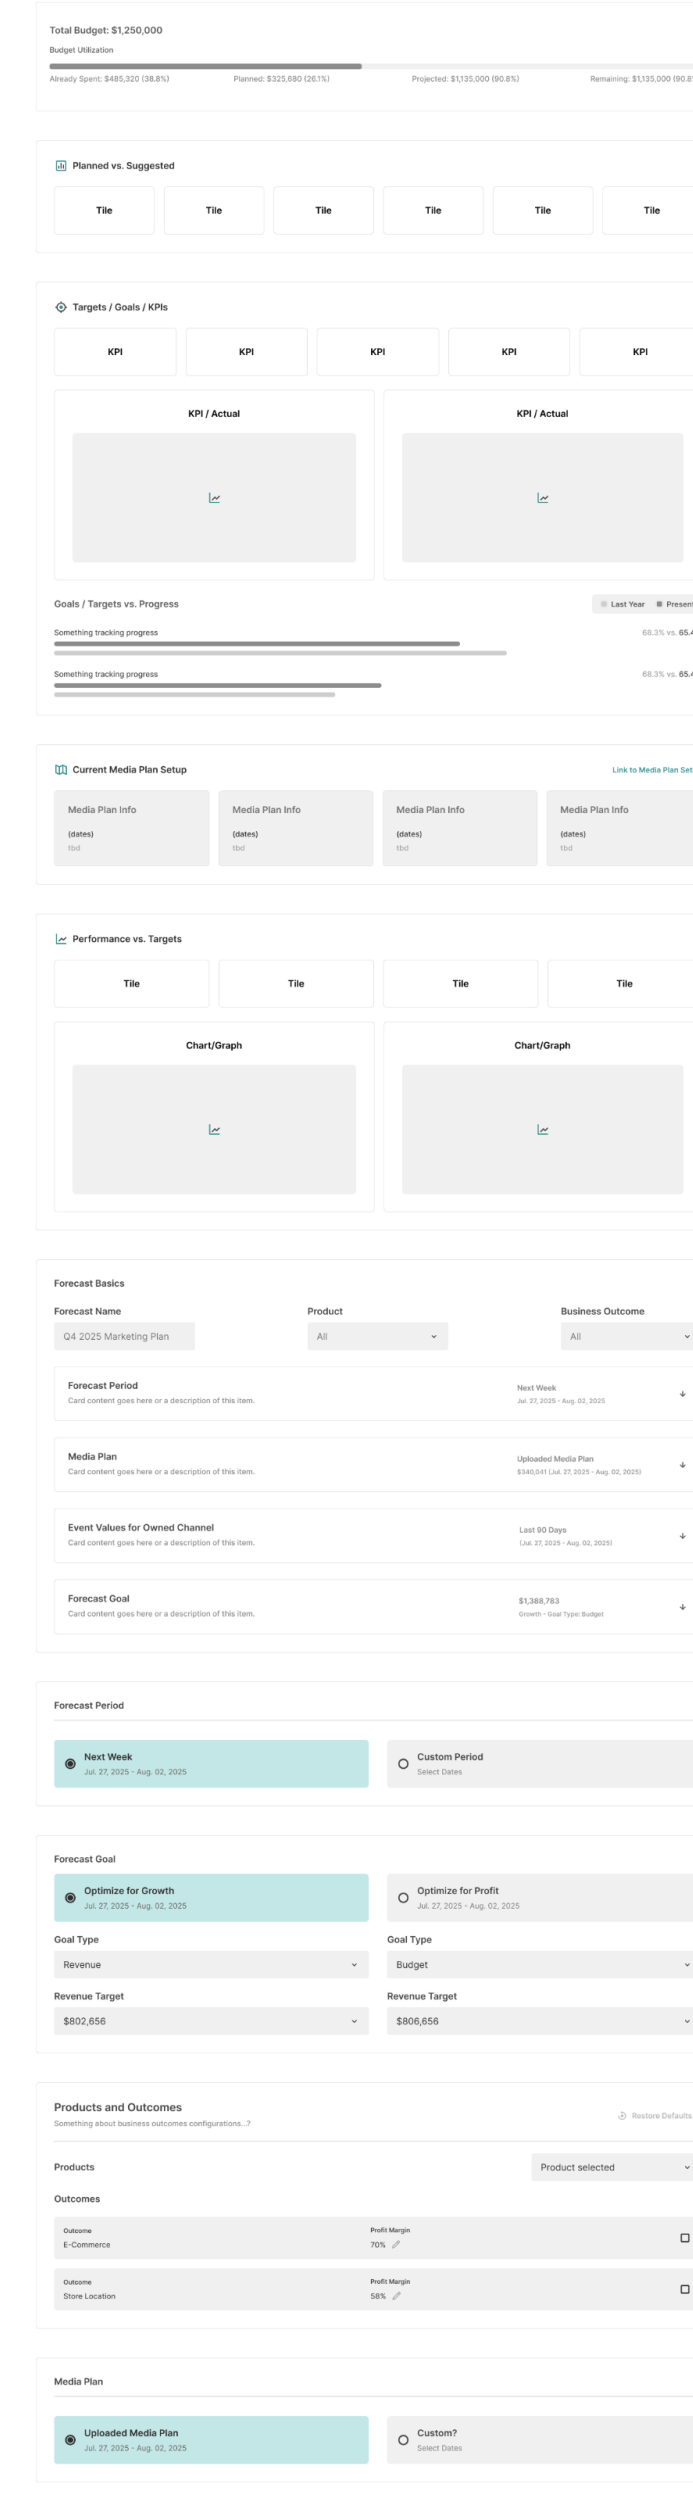 Total Budget: $1,250,000
Budget Utilization
Already Spent: $485,320 (38.8%) Planned: $325,680 (26.1%) Projected: $1,135,000 (90.8%) Remaining: $1,135,000 (90.8%
Planned vs. Suggested
Tile Tile Tile Tile Tile Tile
Targets / Goals / KPIs
KPI KPI KPI KPI KPI
KPI / Actual KPI / Actual
Goals / Targets vs. Progress Last Year Present
Something tracking progress 68.3% vs. 65.4
Something tracking progress 68.3% vs. 65.4
Current Media Plan Setup Link to Media Plan Set
Media Plan Info Media Plan Info Media Plan Info Media Plan Info
(dates) (dates) (dates) (dates)
tbd tbd tbd tbd
Performance vs. Targets
Tile Tile Tile Tile
Chart/Graph Chart/Graph
Forecast Basics
Forecast Name Product Business Outcome
Q4 2025 Marketing Plan All All
Forecast Period Next Week
Card content goes here or a description of this item. Jul. 27, 2025 - Aug. 02, 2025
Media Plan Uploaded Media Plan
Card content goes here or a description of this item. $340,041 (Jul. 27, 2025 - Aug. 02, 2025)
Event Values for Owned Channel Last 90 Days
Card content goes here or a description of this item. (Jul. 27, 2025 - Aug. 02, 2025)
Forecast Goal $1,388,783
Card content goes here or a description of this item. Growth - Goal Type: Budget
Forecast Period
Next Week Custom Period
Jul. 27, 2025 - Aug. 02, 2025 Select Dates
Forecast Goal
Optimize for Growth Optimize for Profit
Jul. 27, 2025 - Aug. 02, 2025 Jul. 27, 2025 - Aug. 02, 2025
Goal Type Goal Type
Revenue Budget
Revenue Target Revenue Target
$802,656 $806,656
Products and Outcomes
Something about business outcomes configurations...? Restore Defaults
Products Product selected
Outcomes
Outcome Profit Margin
E-Commerce 70%
Outcome Profit Margin
Store Location 58%
Media Plan
Uploaded Media Plan Custom?
Jul. 27, 2025 - Aug. 02, 2025 Select Dates